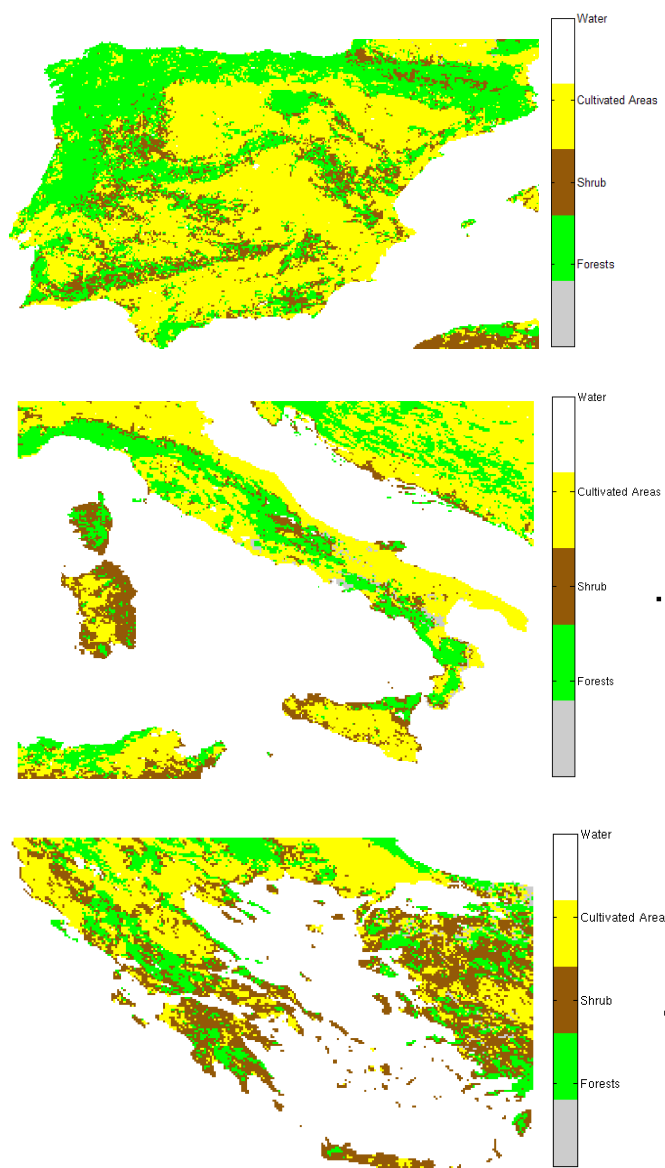 Water
Cultivated Areas
Shrub
Forests
Water
Cultivated Areas
Shrub
Forests
Water
Cultivated Area
Shrub
Forests